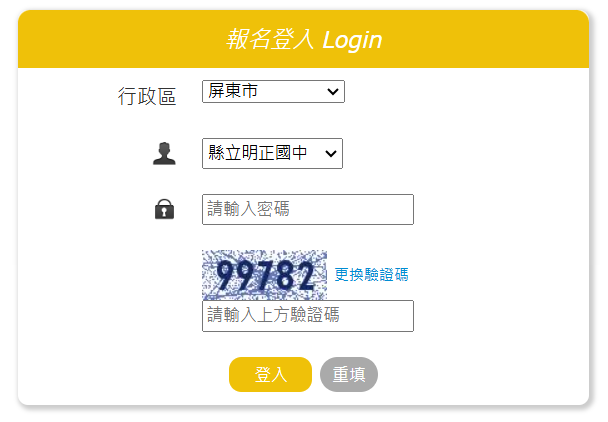 報名登入 Login
行政區 屏東市
縣立明正國中
請輸入密碼
99782 更換驗證碼
請輸入上方驗證碼
登入 重填